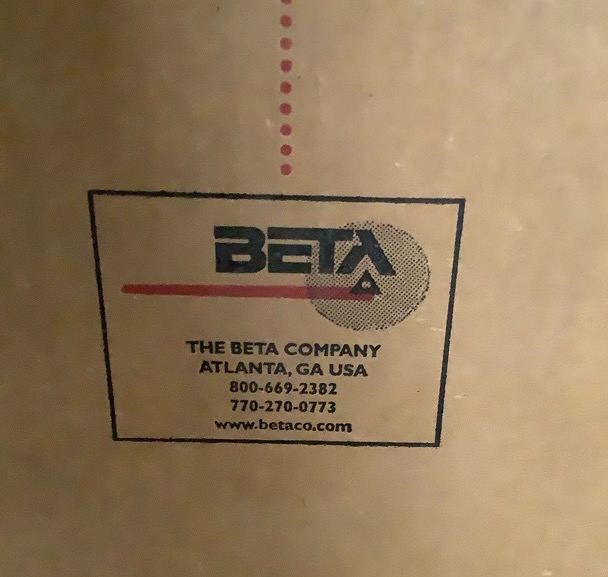 BETA
THE BETA COMPANY
ATLANTA, GA USA
800-669-2382
770-270-0773
www.betaco.com